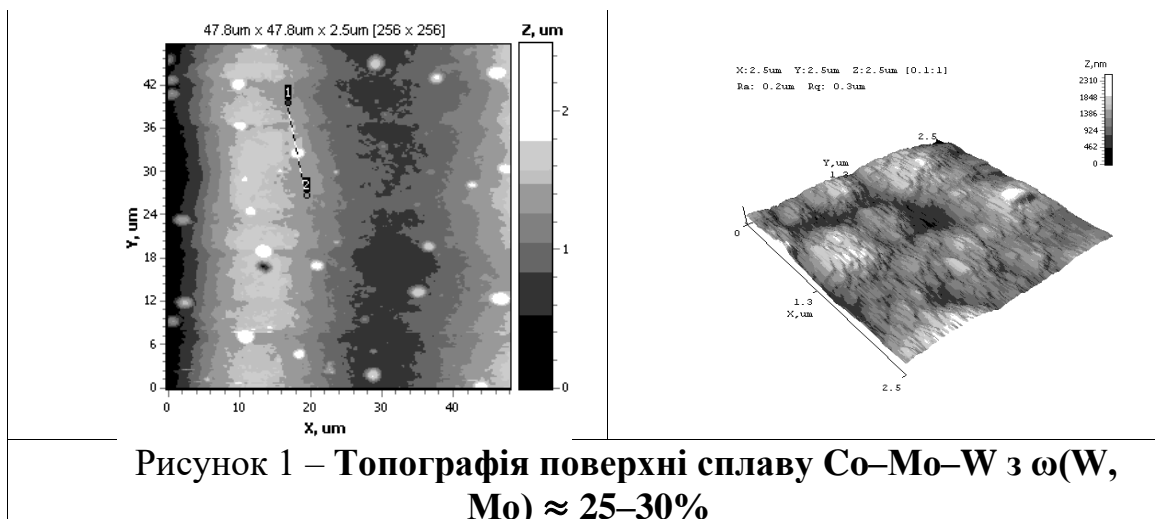 47.8um x 47.8um x 2.5um [256 x 256]
Z, um
42
36
30
24
18
12
6
0
Y, um
1
2
0
10
20
30
40
X, um
2
1
0
X:2.5um Y:2.5um Z:2.5um [0.1:1]
Ra: 0.2um Rq: 0.3um
Z,nm
2310
1848
1386
924
462
0
2.5
Y,um
1.3
0
1.3
X,um
2.5
Рисунок 1 – Топографія поверхні сплаву Co–Mo–W з ω(W,
Mo) ≈ 25–30%